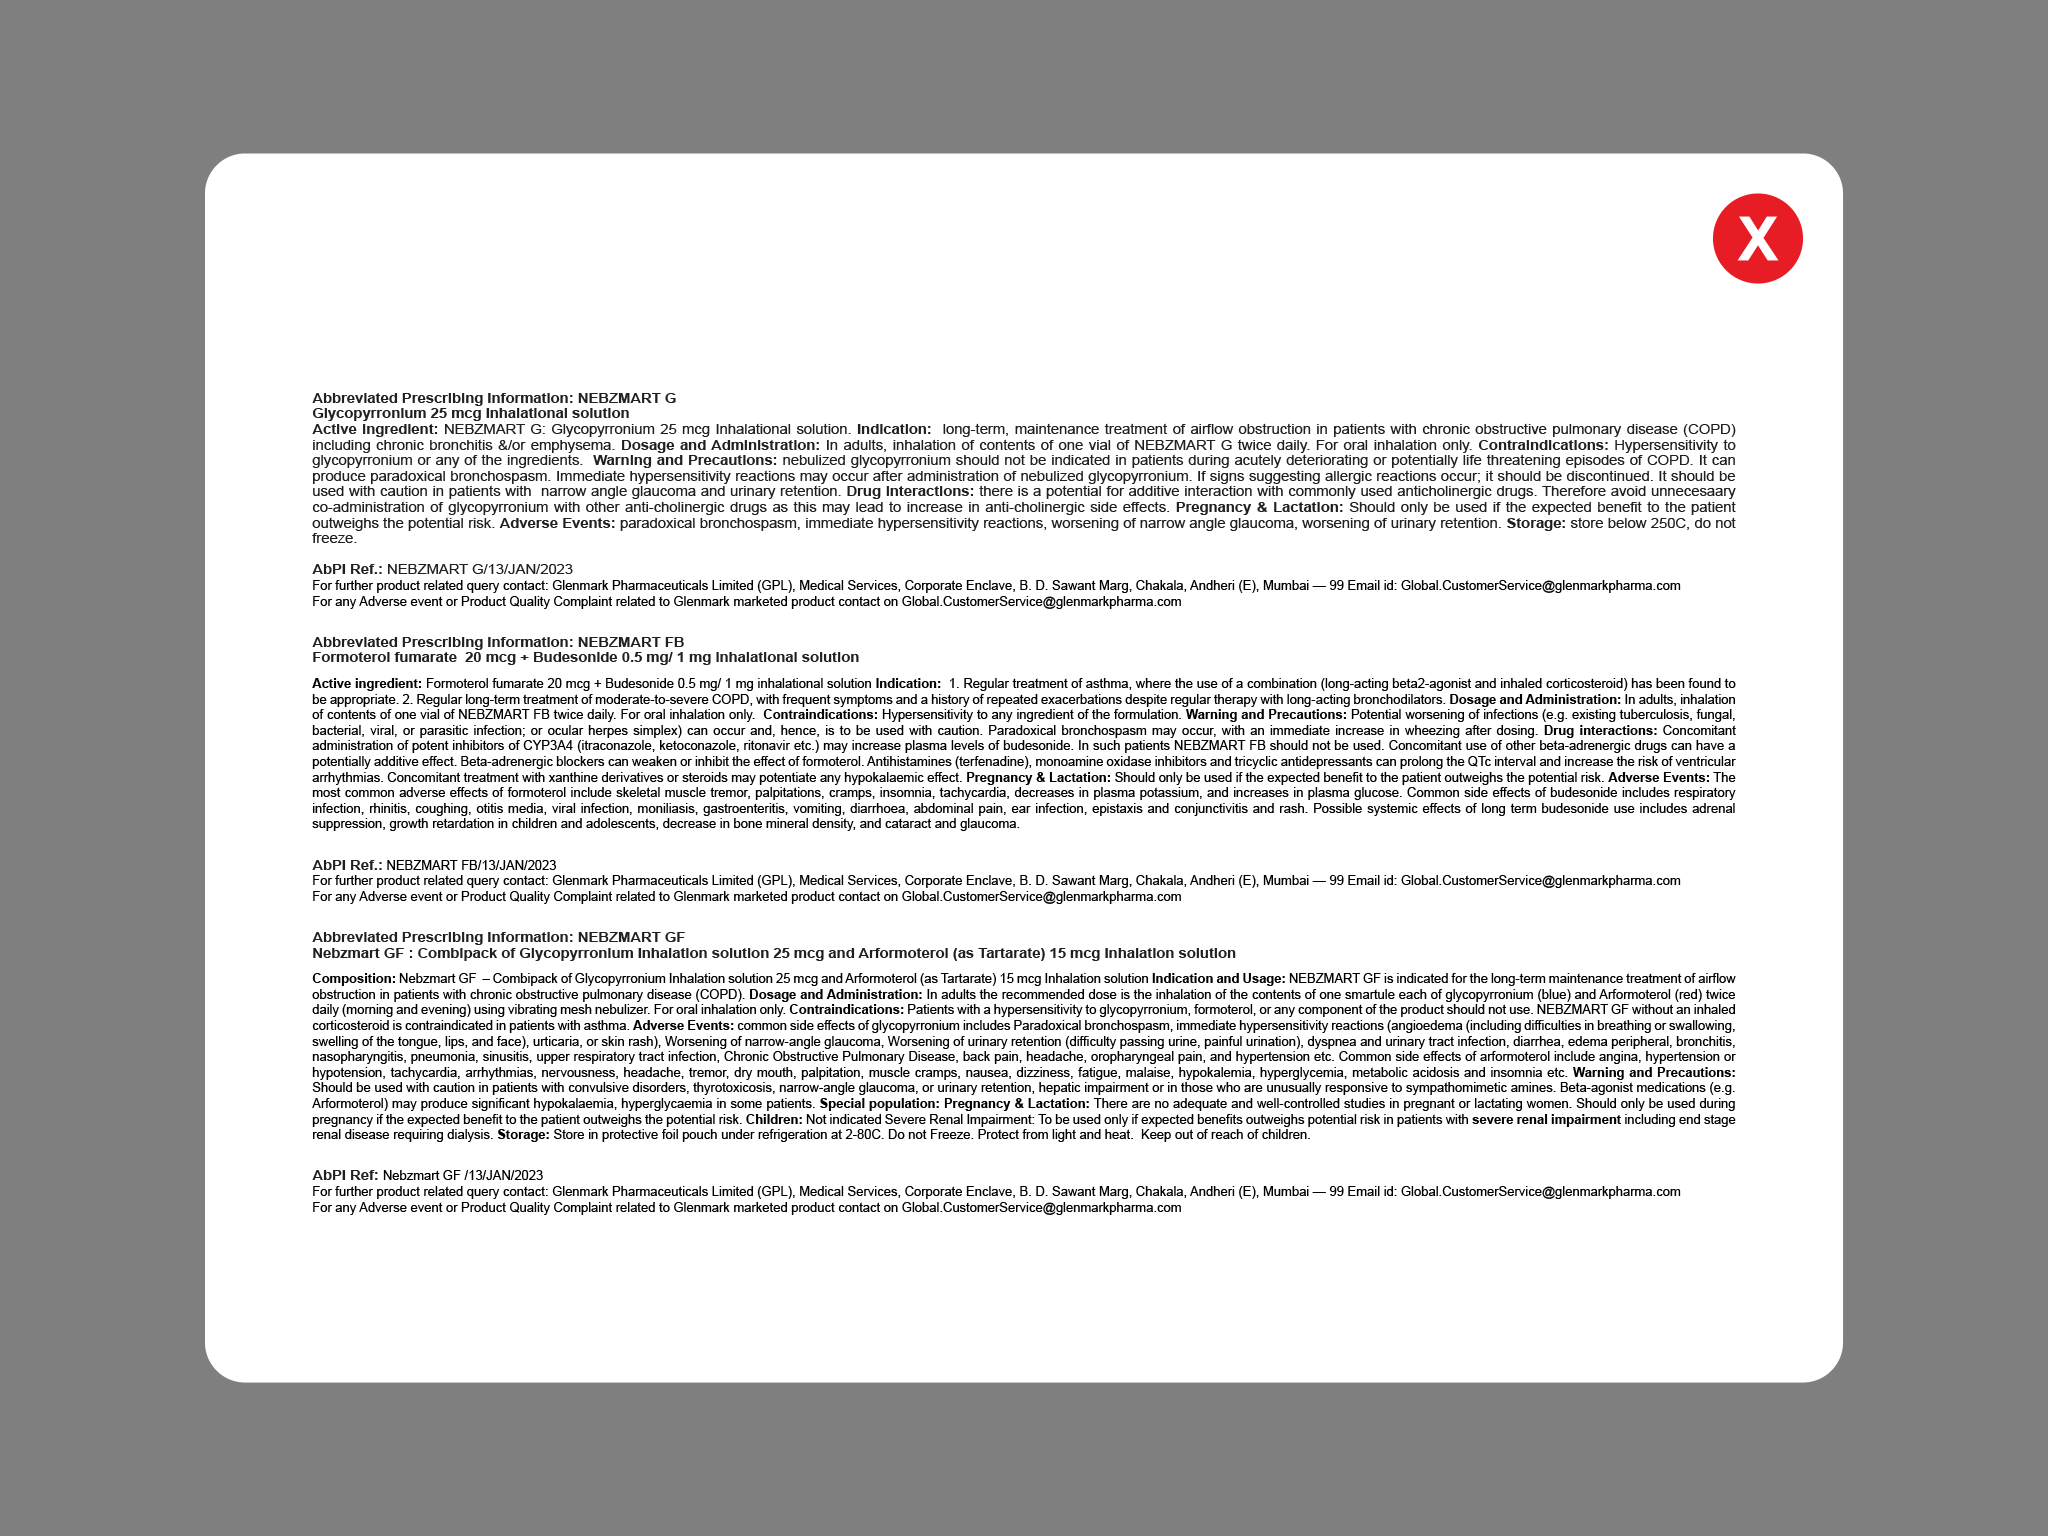 X
Abbreviated Prescribing Information: NEBZMART G
Glycopyrronium 25 mcg Inhalational solution
Active Ingredient: NEBZMART G: Glycopyrronium 25 mcg Inhalational solution. Indication:  long-term, maintenance treatment of airflow obstruction in patients with chronic obstructive pulmonary disease (COPD)
including chronic bronchitis &/or emphysema. Dosage and Administration: In adults, inhalation of contents of one vial of NEBZMART G twice daily. For oral inhalation only. Contraindications: Hypersensitivity to
glycopyrronium or any of the ingredients.  Warning and Precautions: nebulized glycopyrronium should not be indicated in patients during acutely deteriorating or potentially life threatening episodes of COPD. It can
produce paradoxical bronchospasm. Immediate hypersensitivity reactions may occur after administration of nebulized glycopyrronium. If signs suggesting allergic reactions occur; it should be discontinued. It should be
used with caution in patients with  narrow angle glaucoma and urinary retention. Drug Interactions: there is a potential for additive interaction with commonly used anticholinergic drugs. Therefore avoid unnecesaary
co-administration of glycopyrronium with other anti-cholinergic drugs as this may lead to increase in anti-cholinergic side effects. Pregnancy & Lactation: Should only be used if the expected benefit to the patient
outweighs the potential risk. Adverse Events: paradoxical bronchospasm, immediate hypersensitivity reactions, worsening of narrow angle glaucoma, worsening of urinary retention. Storage: store below 250C, do not
freeze.
AbPI Ref.: NEBZMART G/13/JAN/2023
For further product related query contact: Glenmark Pharmaceuticals Limited (GPL), Medical Services, Corporate Enclave, B. D. Sawant Marg, Chakala, Andheri (E), Mumbai — 99 Email id: Global.CustomerService@glenmarkpharma.com
For any Adverse event or Product Quality Complaint related to Glenmark marketed product contact on Global.CustomerService@glenmarkpharma.com
Abbreviated Prescribing Information: NEBZMART FB
Formoterol fumarate  20 mcg + Budesonide 0.5 mg/ 1 mg Inhalational solution
Active ingredient: Formoterol fumarate 20 mcg + Budesonide 0.5 mg/ 1 mg inhalational solution Indication:  1. Regular treatment of asthma, where the use of a combination (long-acting beta2-agonist and inhaled corticosteroid) has been found to
be appropriate. 2. Regular long-term treatment of moderate-to-severe COPD, with frequent symptoms and a history of repeated exacerbations despite regular therapy with long-acting bronchodilators. Dosage and Administration: In adults, inhalation
of contents of one vial of NEBZMART FB twice daily. For oral inhalation only.  Contraindications: Hypersensitivity to any ingredient of the formulation. Warning and Precautions: Potential worsening of infections (e.g. existing tuberculosis, fungal,
bacterial, viral, or parasitic infection; or ocular herpes simplex) can occur and, hence, is to be used with caution. Paradoxical bronchospasm may occur, with an immediate increase in wheezing after dosing. Drug interactions: Concomitant
administration of potent inhibitors of CYP3A4 (itraconazole, ketoconazole, ritonavir etc.) may increase plasma levels of budesonide. In such patients NEBZMART FB should not be used. Concomitant use of other beta-adrenergic drugs can have a
potentially additive effect. Beta-adrenergic blockers can weaken or inhibit the effect of formoterol. Antihistamines (terfenadine), monoamine oxidase inhibitors and tricyclic antidepressants can prolong the QTc interval and increase the risk of ventricular
arrhythmias. Concomitant treatment with xanthine derivatives or steroids may potentiate any hypokalaemic effect. Pregnancy & Lactation: Should only be used if the expected benefit to the patient outweighs the potential risk. Adverse Events: The
most common adverse effects of formoterol include skeletal muscle tremor, palpitations, cramps, insomnia, tachycardia, decreases in plasma potassium, and increases in plasma glucose. Common side effects of budesonide includes respiratory
infection, rhinitis, coughing, otitis media, viral infection, moniliasis, gastroenteritis, vomiting, diarrhoea, abdominal pain, ear infection, epistaxis and conjunctivitis and rash. Possible systemic effects of long term budesonide use includes adrenal
suppression, growth retardation in children and adolescents, decrease in bone mineral density, and cataract and glaucoma.
AbPI Ref.: NEBZMART FB/13/JAN/2023
For further product related query contact: Glenmark Pharmaceuticals Limited (GPL), Medical Services, Corporate Enclave, B. D. Sawant Marg, Chakala, Andheri (E), Mumbai — 99 Email id: Global.CustomerService@glenmarkpharma.com
For any Adverse event or Product Quality Complaint related to Glenmark marketed product contact on Global.CustomerService@glenmarkpharma.com
Abbreviated Prescribing Information: NEBZMART GF
Nebzmart GF : Combipack of Glycopyrronium Inhalation solution 25 mcg and Arformoterol (as Tartarate) 15 mcg Inhalation solution
Composition: Nebzmart GF  – Combipack of Glycopyrronium Inhalation solution 25 mcg and Arformoterol (as Tartarate) 15 mcg Inhalation solution Indication and Usage: NEBZMART GF is indicated for the long-term maintenance treatment of airflow
obstruction in patients with chronic obstructive pulmonary disease (COPD). Dosage and Administration: In adults the recommended dose is the inhalation of the contents of one smartule each of glycopyrronium (blue) and Arformoterol (red) twice
daily (morning and evening) using vibrating mesh nebulizer. For oral inhalation only. Contraindications: Patients with a hypersensitivity to glycopyrronium, formoterol, or any component of the product should not use. NEBZMART GF without an inhaled
corticosteroid is contraindicated in patients with asthma. Adverse Events: common side effects of glycopyrronium includes Paradoxical bronchospasm, immediate hypersensitivity reactions (angioedema (including difficulties in breathing or swallowing,
swelling of the tongue, lips, and face), urticaria, or skin rash), Worsening of narrow-angle glaucoma, Worsening of urinary retention (difficulty passing urine, painful urination), dyspnea and urinary tract infection, diarrhea, edema peripheral, bronchitis,
nasopharyngitis, pneumonia, sinusitis, upper respiratory tract infection, Chronic Obstructive Pulmonary Disease, back pain, headache, oropharyngeal pain, and hypertension etc. Common side effects of arformoterol include angina, hypertension or
hypotension, tachycardia, arrhythmias, nervousness, headache, tremor, dry mouth, palpitation, muscle cramps, nausea, dizziness, fatigue, malaise, hypokalemia, hyperglycemia, metabolic acidosis and insomnia etc. Warning and Precautions:
Should be used with caution in patients with convulsive disorders, thyrotoxicosis, narrow-angle glaucoma, or urinary retention, hepatic impairment or in those who are unusually responsive to sympathomimetic amines. Beta-agonist medications (e.g.
Arformoterol) may produce significant hypokalaemia, hyperglycaemia in some patients. Special population: Pregnancy & Lactation: There are no adequate and well-controlled studies in pregnant or lactating women. Should only be used during
pregnancy if the expected benefit to the patient outweighs the potential risk. Children: Not indicated Severe Renal Impairment: To be used only if expected benefits outweighs potential risk in patients with severe renal impairment including end stage
renal disease requiring dialysis. Storage: Store in protective foil pouch under refrigeration at 2-80C. Do not Freeze. Protect from light and heat.  Keep out of reach of children.
AbPI Ref: Nebzmart GF /13/JAN/2023
For further product related query contact: Glenmark Pharmaceuticals Limited (GPL), Medical Services, Corporate Enclave, B. D. Sawant Marg, Chakala, Andheri (E), Mumbai — 99 Email id: Global.CustomerService@glenmarkpharma.com
For any Adverse event or Product Quality Complaint related to Glenmark marketed product contact on Global.CustomerService@glenmarkpharma.com